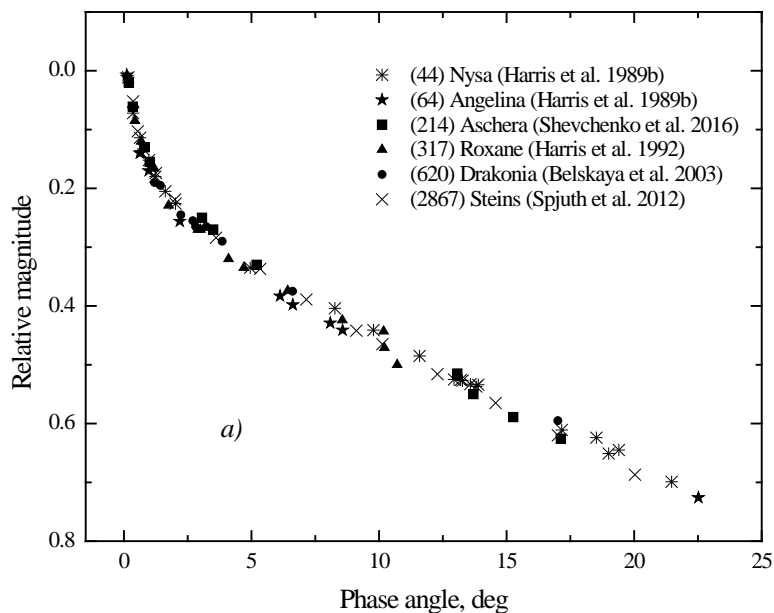 0.0
0.2
0.4
0.6
0.8
Relative magnitude
(44) Nysa (Harris et al. 1989b)
(64) Angelina (Harris et al. 1989b)
(214) Aschera (Shevchenko et al. 2016)
(317) Roxane (Harris et al. 1992)
(620) Drakonia (Belskaya et al. 2003)
(2867) Steins (Spjuth et al. 2012)
a)
0 5 10 15 20 25
Phase angle, deg